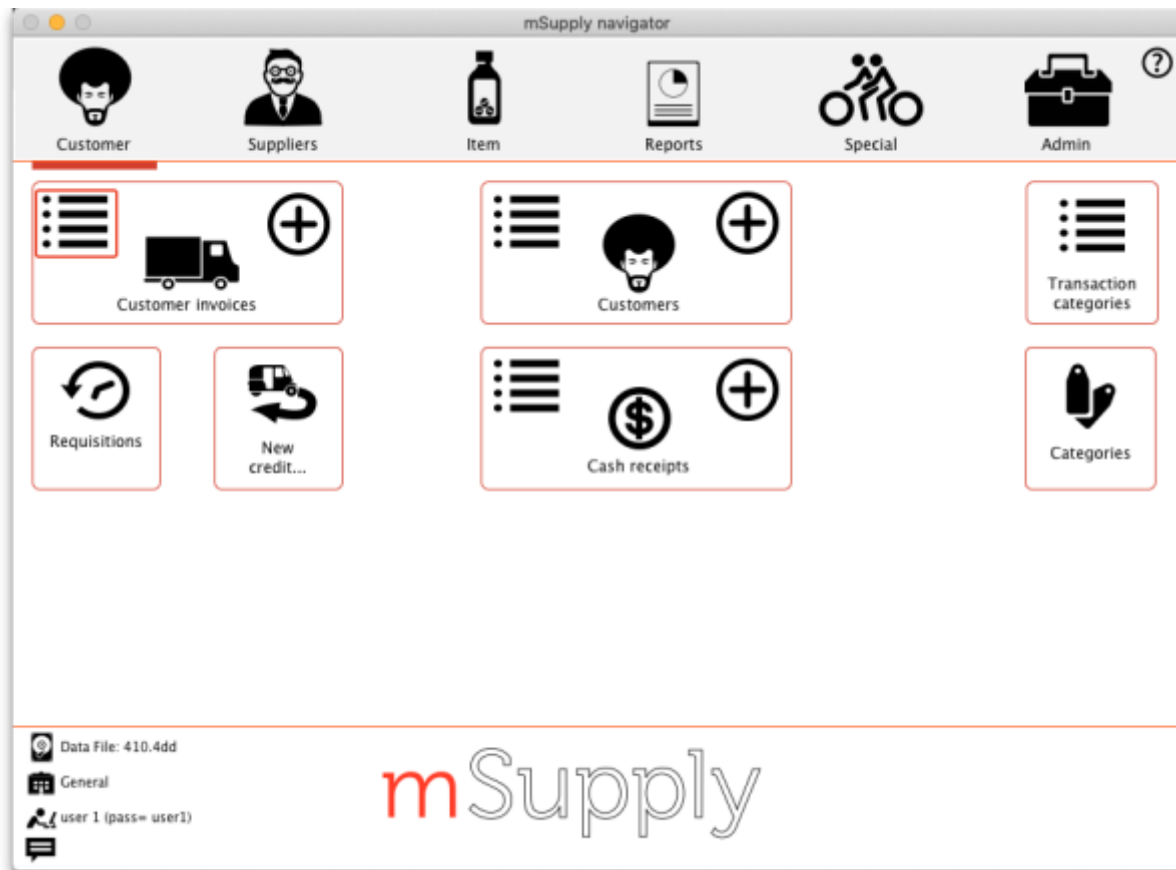 mSupply navigator
Customer
Suppliers
Item
Reports
Special
Admin
Customer invoices
Customers
Transaction
categories
Requisitions
New
credit...
Cash receipts
Categories
Data File: 410.4dd
General
user 1 (pass= user1)
mSupply